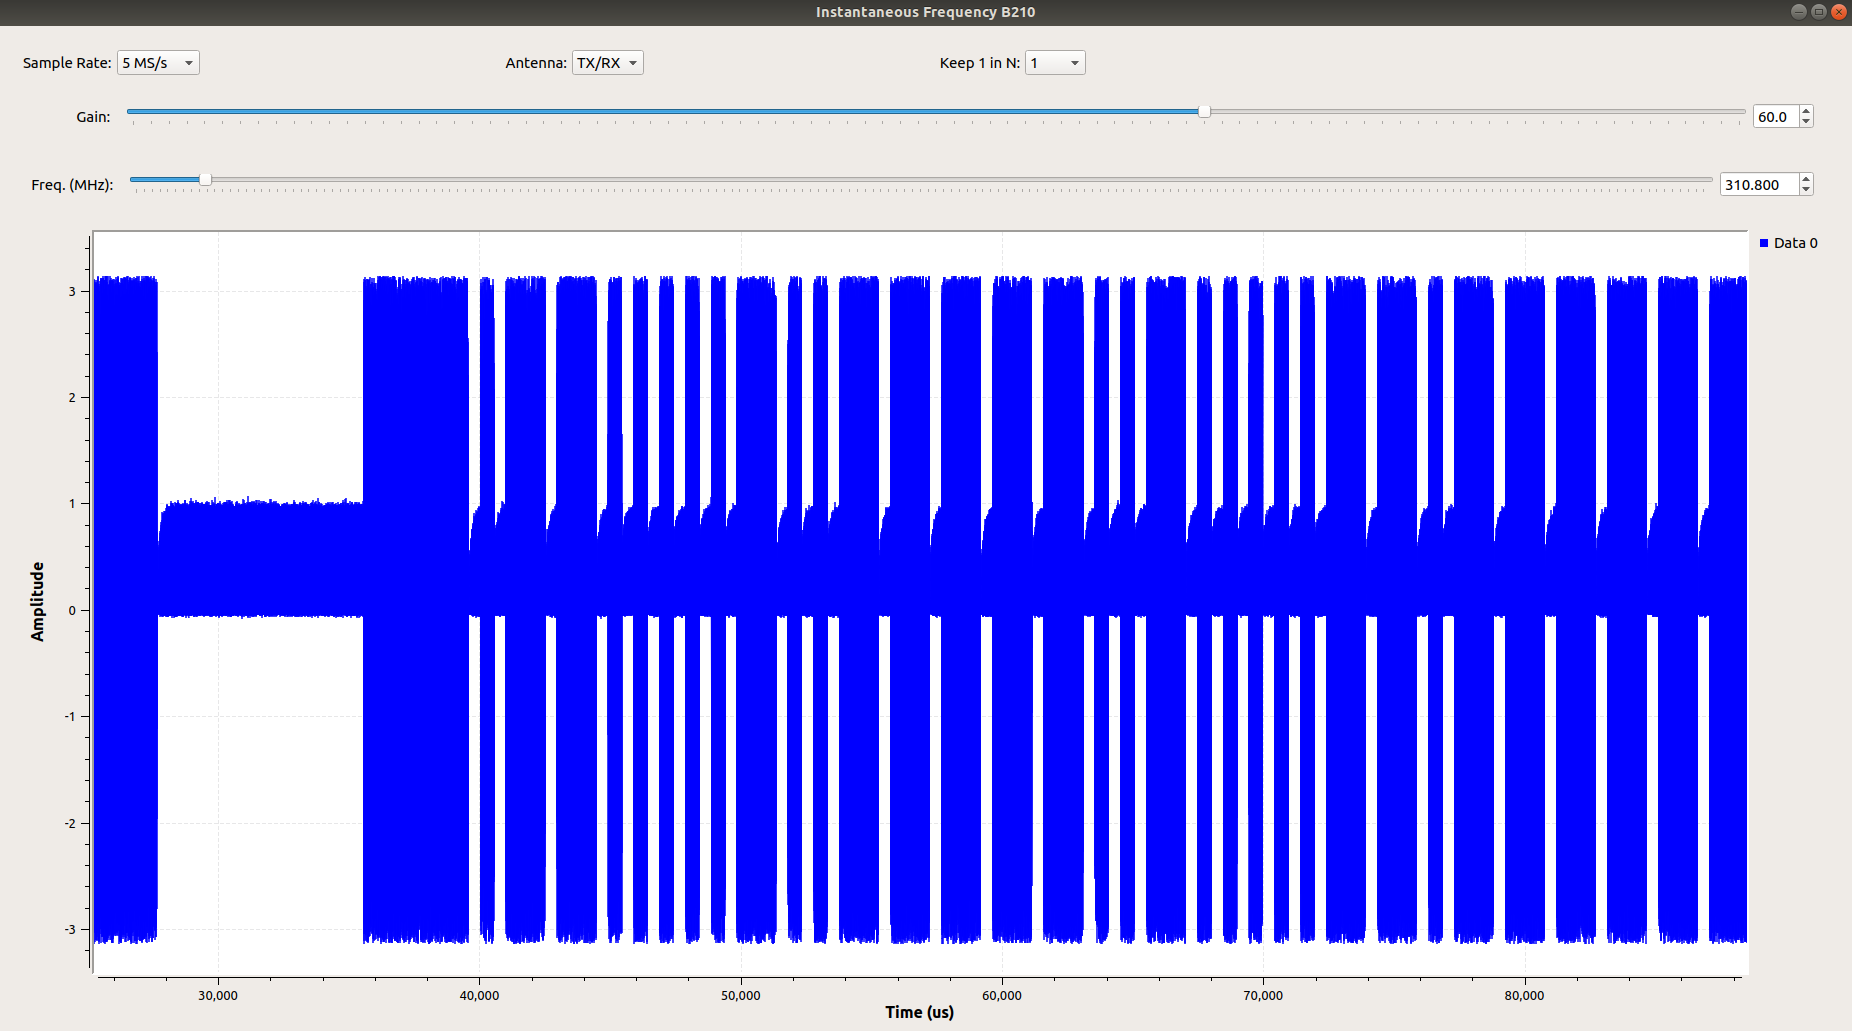 Instantaneous Frequency B210
Sample Rate: 5 MS/s Antenna: TX/RX Keep 1 in N: 1
Gain: 60.0
Freq. (MHz): 310.800
Data 0
3
2
1
0
-1
-2
-3
Amplitude
30,000 40,000 50,000 60,000 70,000 80,000
Time (us)